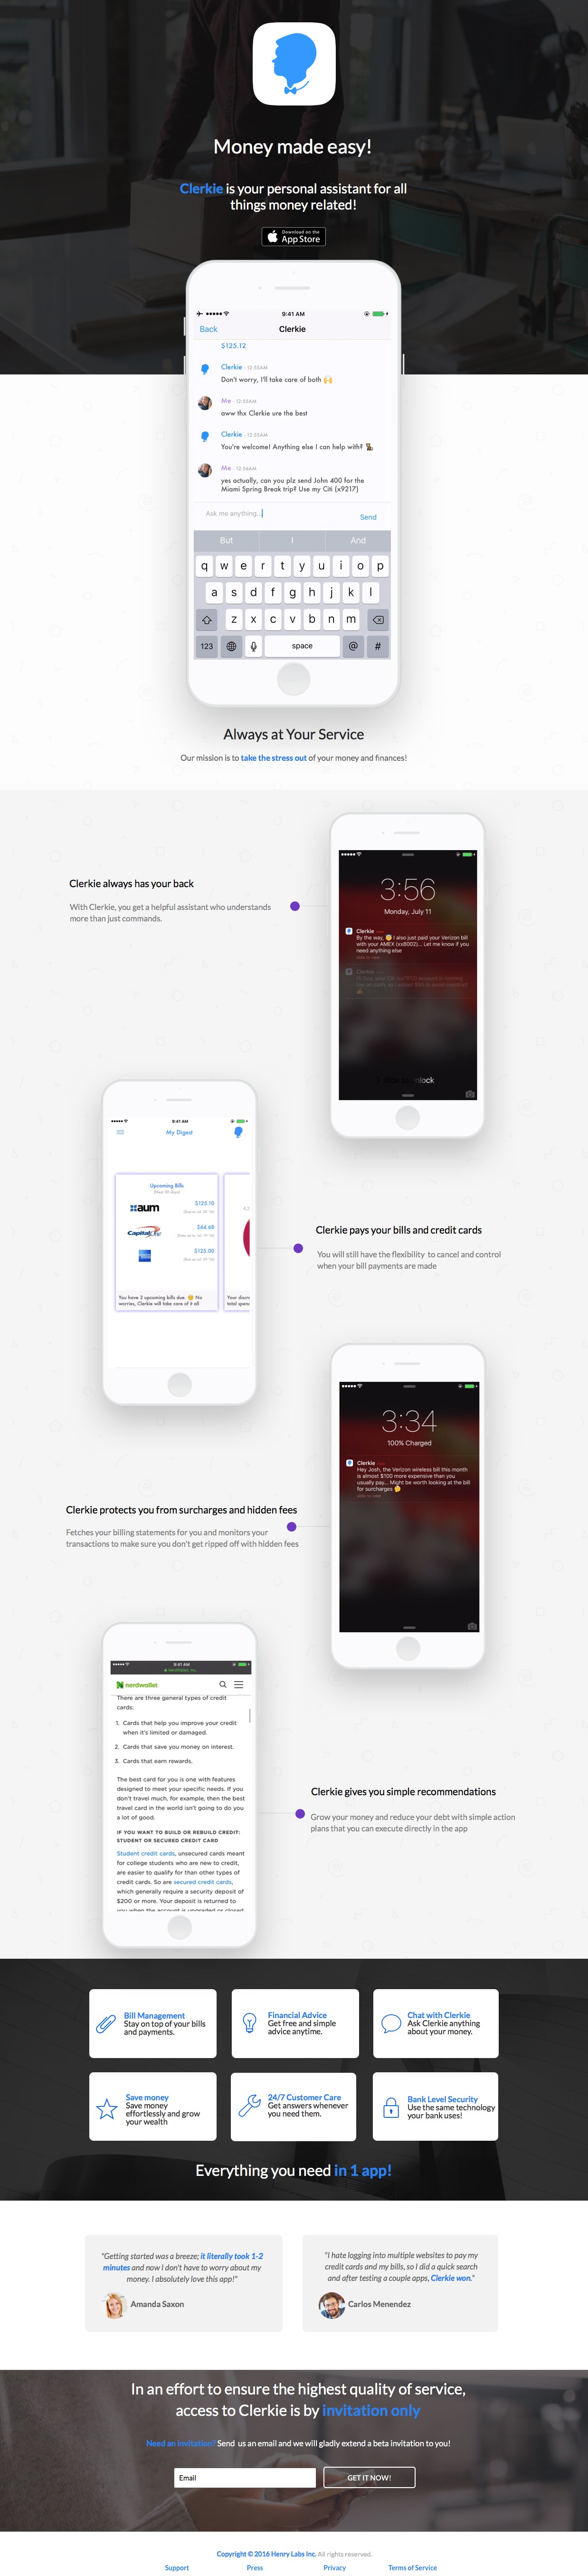 Money made easy!
Clerkie is your personal assistant for all
things money related!
Download on the
App Store
9:41 AM
Back
Clerkie
$125.12
Clerkie - 12:55AM
Don't worry, I'll take care of both 🙌
Me - 12:55AM
aww thx Clerkie ure the best
Clerkie - 12:55AM
You're welcome! Anything else I can help with?
Me - 12:56AM
yes actually, can you plz send John 400 for the
Miami Spring Break trip? Use my Citi (x9217)
Ask me anything...
Send
But I And
q w e r t y u i o p
a s d f g h j k l
z x c v b n m
123 space @ #
Always at Your Service
Our mission is to take the stress out of your money and finances!
Clerkie always has your back
With Clerkie, you get a helpful assistant who understands
more than just commands.
3:56
Monday, July 11
Clerkie
By the way, I also just paid your Verizon bill
with your AMEX (xx8002)... Let me know if you
need anything else
Clerkie
nlock
9:41 AM
My Digest
Upcoming Bills
aum
$125.10
Capital One
$64.68
$125.00
You have 3 upcoming bills due. No
worries, Clerkie will take care of it all
Your discre
total spend
Clerkie pays your bills and credit cards
You will still have the flexibility to cancel and control
when your bill payments are made
3:34
100% Charged
Clerkie
Hey Josh, the Verizon wireless bill this month
is almost $100 more expensive than you
usually pay... Might be worth looking at the bill
for surcharges 🤔
Clerkie protects you from surcharges and hidden fees
Fetches your billing statements for you and monitors your
transactions to make sure you don't get ripped off with hidden fees
9:41 AM
NerdWallet, Inc.
nerdwallet
There are three general types of credit
cards:
1. Cards that help you improve your credit
when it's limited or damaged.
2. Cards that save you money on interest.
3. Cards that earn rewards.
The best card for you is one with features
designed to meet your specific needs. If you
don't travel much, for example, then the best
travel card in the world isn't going to do you
a lot of good.
IF YOU WANT TO BUILD OR REBUILD CREDIT:
STUDENT OR SECURED CREDIT CARD
Student credit cards, unsecured cards meant
for college students who are new to credit,
are easier to qualify for than other types of
credit cards. So are secured credit cards,
which generally require a security deposit of
$200 or more. Your deposit is returned to
you when the account is upgraded or closed
Clerkie gives you simple recommendations
Grow your money and reduce your debt with simple action
plans that you can execute directly in the app
Bill Management
Stay on top of your bills
and payments.
Financial Advice
Get free and simple
advice anytime.
Chat with Clerkie
Ask Clerkie anything
about your money.
Save money
Save money
effortlessly and grow
your wealth
24/7 Customer Care
Get answers whenever
you need them.
Bank Level Security
Use the same technology
your bank uses!
Everything you need in 1 app!
"Getting started was a breeze; it literally took 1-2
minutes and now I don't have to worry about my
money. I absolutely love this app!"
Amanda Saxon
"I hate logging into multiple websites to pay my
credit cards and my bills, so I did a quick search
and after testing a couple apps, Clerkie won."
Carlos Menendez
In an effort to ensure the highest quality of service,
access to Clerkie is by invitation only
Need an invitation? Send us an email and we will gladly extend a beta invitation to you!
Email
GET IT NOW!
Copyright © 2016 Henry Labs Inc. All rights reserved.
Support Press Privacy Terms of Service